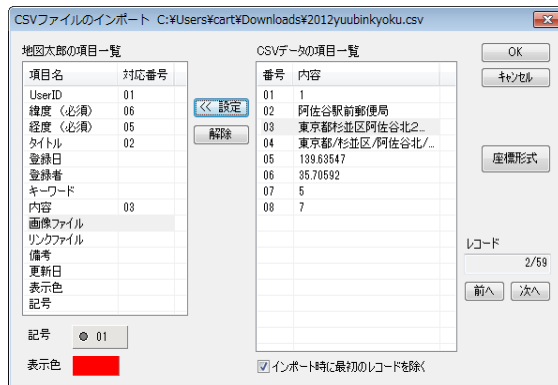 CSVファイルのインポート C:¥Users¥cart¥Downloads¥2012yuubinkyoku.csv
地図太郎の項目一覧
項目名 対応番号
UserID 01
緯度（必須） 06
経度（必須） 05
タイトル 02
登録日
登録者
キーワード
内容 03
画像ファイル
リンクファイル
備考
更新日
表示色
記号
記号 01
表示色
<< 設定
解除
CSVデータの項目一覧
番号 内容
01 1
02 阿佐谷駅前郵便局
03 東京都杉並区阿佐谷北2...
04 東京都/杉並区/阿佐谷北/...
05 139.63547
06 35.70592
07 5
08 7
インポート時に最初のレコードを除く
OK
キャンセル
座標形式
レコード
2/59
前へ 次へ